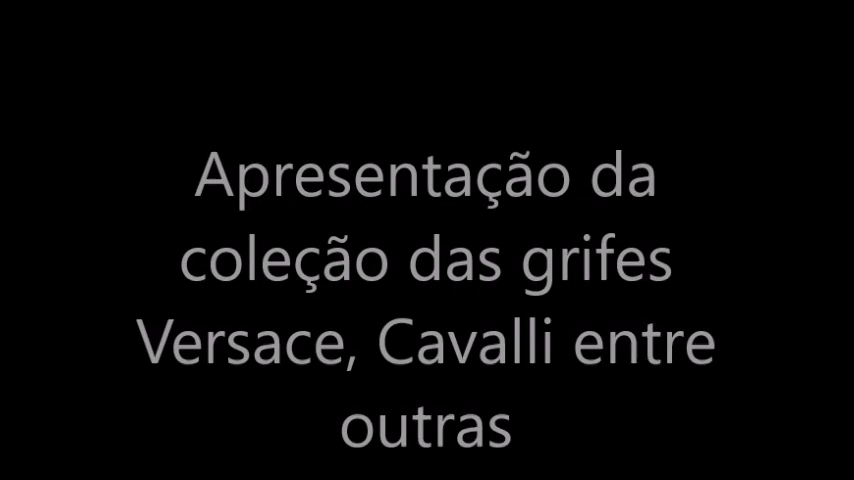 Apresentação da
coleção das grifes
Versace, Cavalli entre
outras